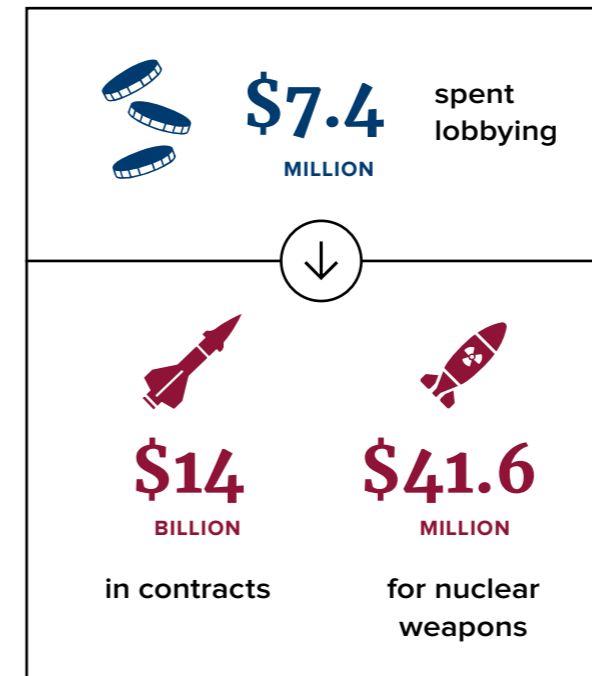 $7.4
MILLION
spent
lobbying
$14
BILLION
in contracts
$41.6
MILLION
for nuclear
weapons